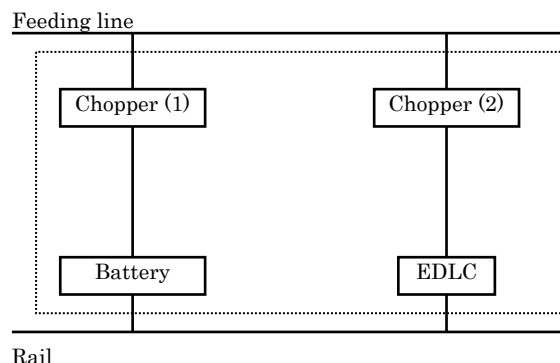 Feeding line
Chopper (1)
Chopper (2)
Battery
EDLC
Rail